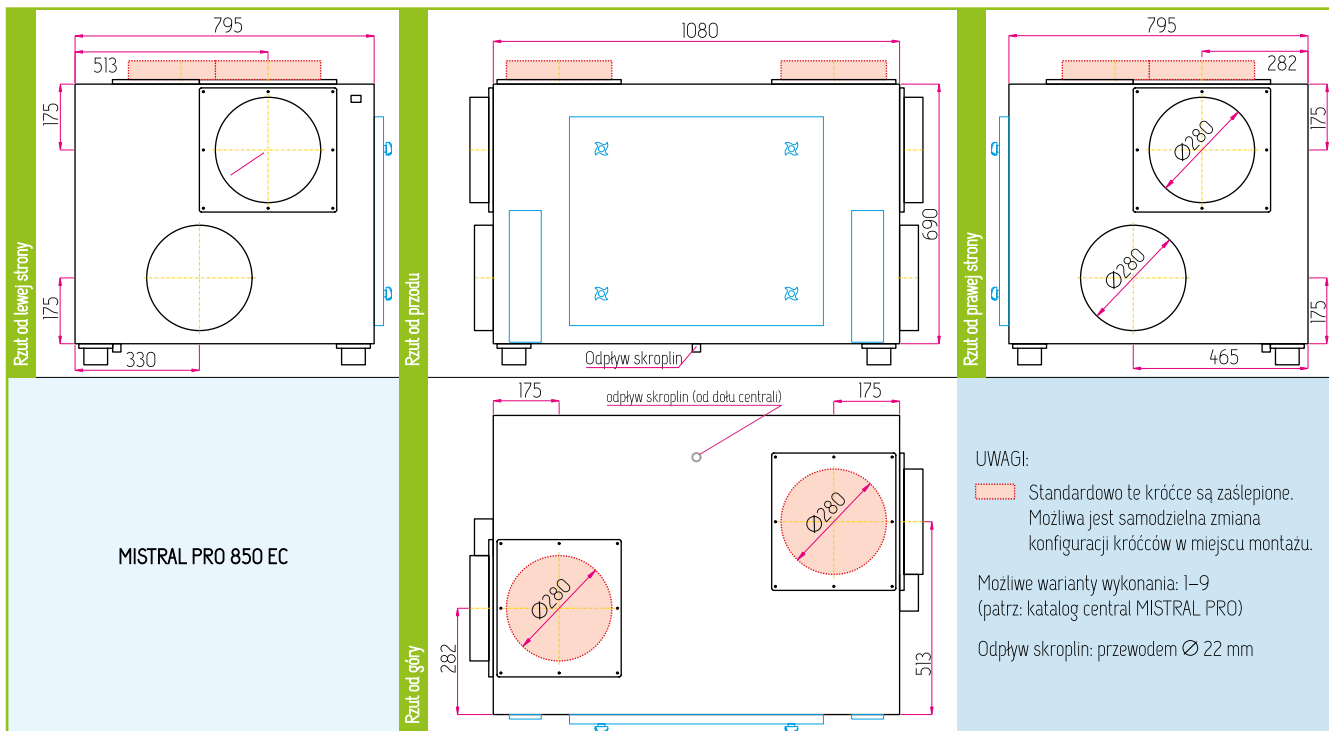 Rzut od lewej strony
795
513
175
175
330
Rzut od przodu
1080
690
Odpływ skroplin
Rzut od prawej strony
795
282
175
Ø280
Ø280
175
465
MISTRAL PRO 850 EC
Rzut od góry
175
odpływ skroplin (od dołu centrali)
175
Ø280
Ø280
282
513
UWAGI:
Standardowo te króćce są zaślepione.
Możliwa jest samodzielna zmiana
konfiguracji króćców w miejscu montażu.
Możliwe warianty wykonania: 1–9
(patrz: katalog central MISTRAL PRO)
Odpływ skroplin: przewodem Ø 22 mm